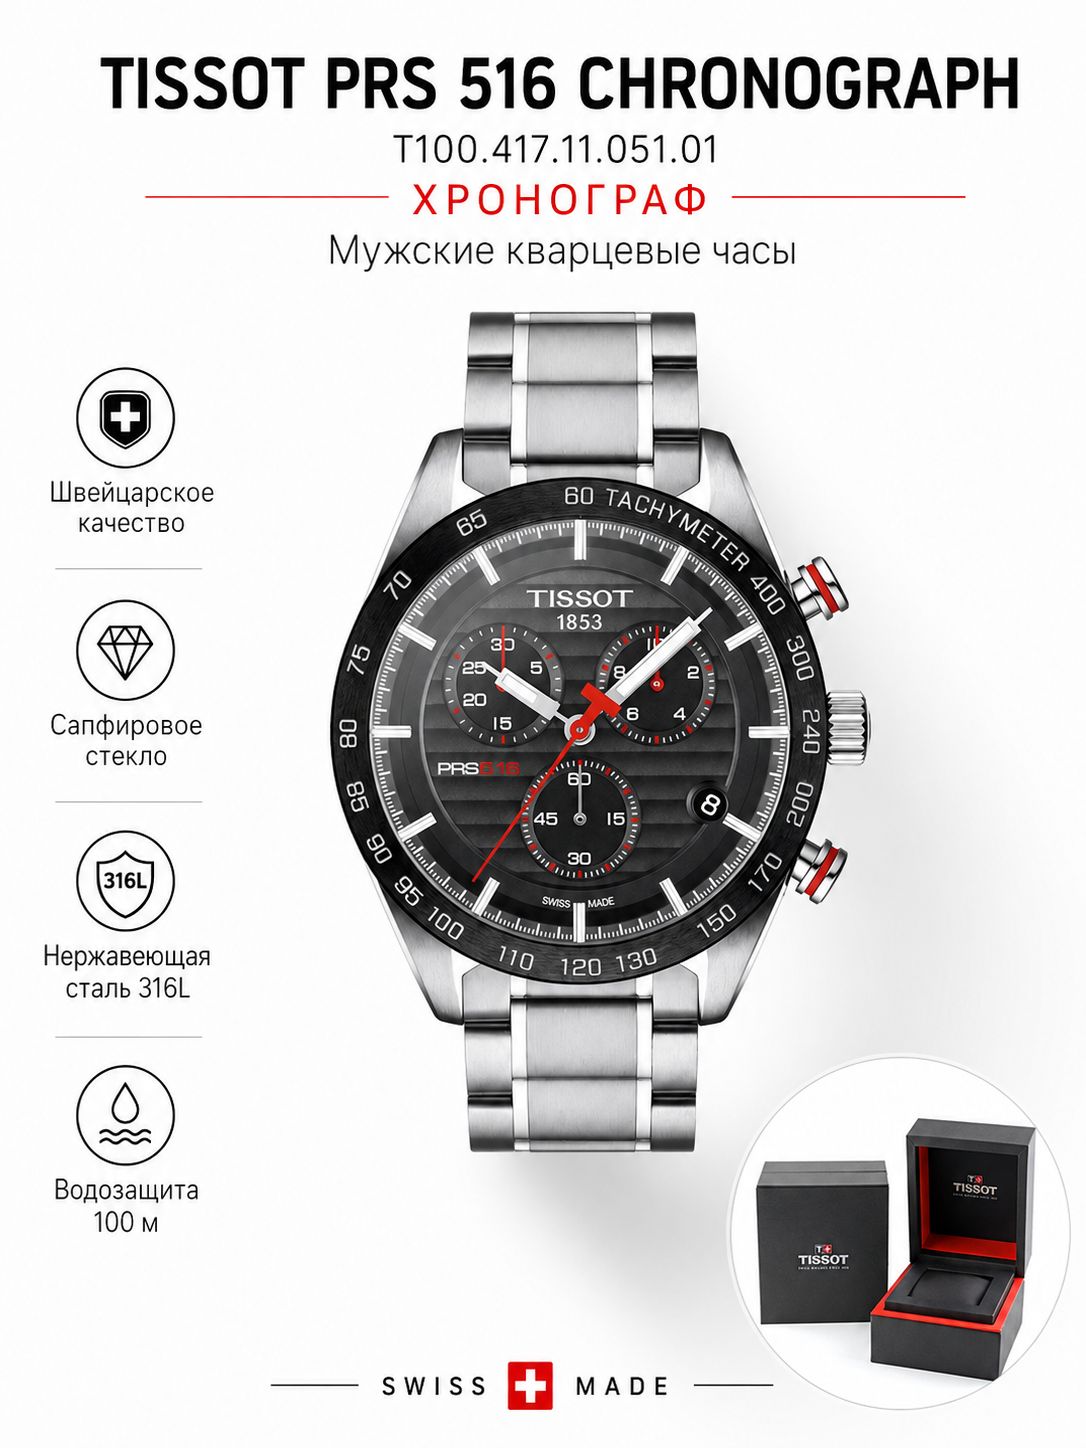 TISSOT PRS 516 CHRONOGRAPH
T100.417.11.051.01
ХРОНОГРАФ
Мужские кварцевые часы
Швейцарское
качество
Сапфировое
стекло
316L
Нержавеющая
сталь 316L
Водозащита
100 м
60 TACHYMETER 400 300 240 200 170 150 130 120 110 100 95 90 85 80 75 70 65
TISSOT
1853
30 5 15 20 25
2 4 6 8
PRS516
60 15 30 45
8
SWISS MADE
TISSOT
TISSOT
SWISS MADE